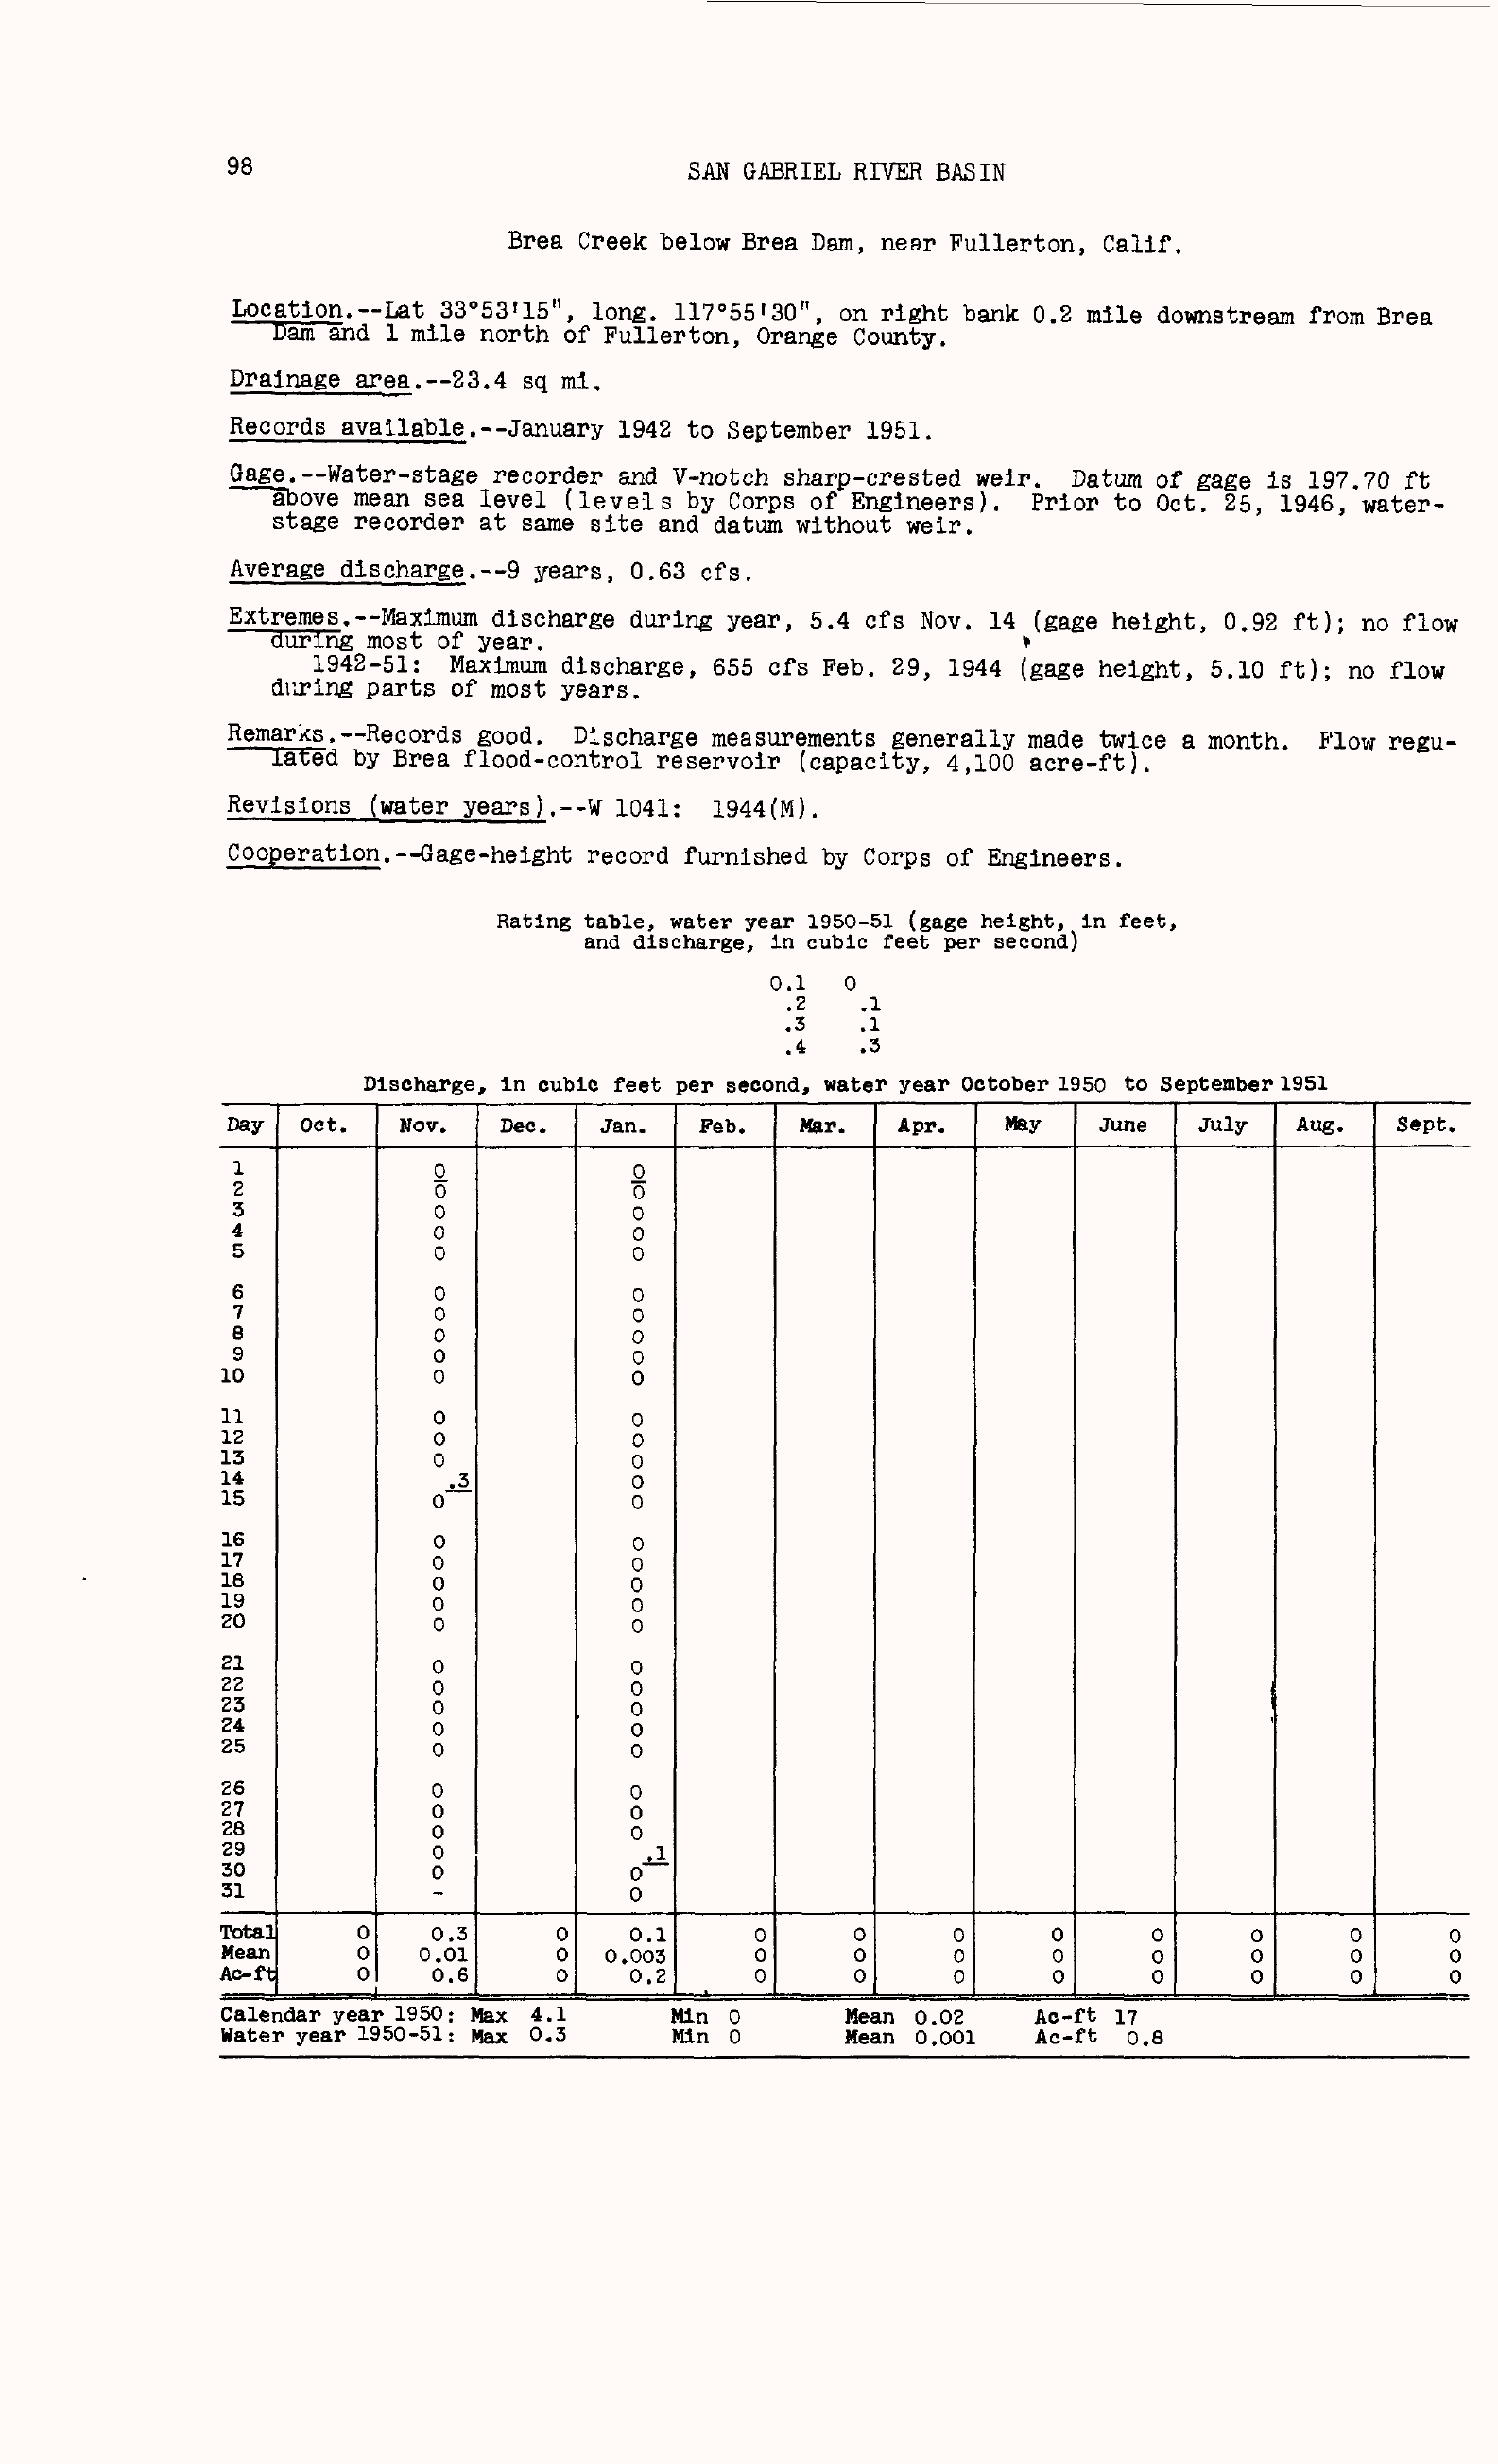 98
SAN GABRIEL RIVER BASIN
Brea Creek below Brea Dam, near Fullerton, Calif.
Location.--Lat 33°53'15", long. 117°55'30", on right bank 0.2 mile downstream from Brea
Dam and 1 mile north of Fullerton, Orange County.
Drainage area.--23.4 sq mi.
Records available.--January 1942 to September 1951.
Gage.--Water-stage recorder and V-notch sharp-crested weir. Datum of gage is 197.70 ft
above mean sea level (levels by Corps of Engineers). Prior to Oct. 25, 1946, water-
stage recorder at same site and datum without weir.
Average discharge.--9 years, 0.63 cfs.
Extremes.--Maximum discharge during year, 5.4 cfs Nov. 14 (gage height, 0.92 ft); no flow
during most of year.
1942-51: Maximum discharge, 655 cfs Feb. 29, 1944 (gage height, 5.10 ft); no flow
during parts of most years.
Remarks.--Records good. Discharge measurements generally made twice a month. Flow regu-
lated by Brea flood-control reservoir (capacity, 4,100 acre-ft).
Revisions (water years).--W 1041: 1944(M).
Cooperation.--Gage-height record furnished by Corps of Engineers.
Rating table, water year 1950-51 (gage height, in feet,
and discharge, in cubic feet per second)
0.1 0
.2 .1
.3 .1
.4 .3
Discharge, in cubic feet per second, water year October 1950 to September 1951
Day Oct. Nov. Dec. Jan. Feb. Mar. Apr. May June July Aug. Sept.
1 0 0
2 0 0
3 0 0
4 0 0
5 0 0
6 0 0
7 0 0
8 0 0
9 0 0
10 0 0
11 0 0
12 0 0
13 0 0
14 .3 0
15 0 0
16 0 0
17 0 0
18 0 0
19 0 0
20 0 0
21 0 0
22 0 0
23 0 0
24 0 0
25 0 0
26 0 0
27 0 0
28 0 0
29 0 .1
30 0 0
31 - 0
Total 0 0.3 0 0.1 0 0 0 0 0 0 0 0
Mean 0 0.01 0 0.003 0 0 0 0 0 0 0 0
Ac-ft 0 0.6 0 0.2 0 0 0 0 0 0 0 0
Calendar year 1950: Max 4.1 Min 0 Mean 0.02 Ac-ft 17
Water year 1950-51: Max 0.3 Min 0 Mean 0.001 Ac-ft 0.8